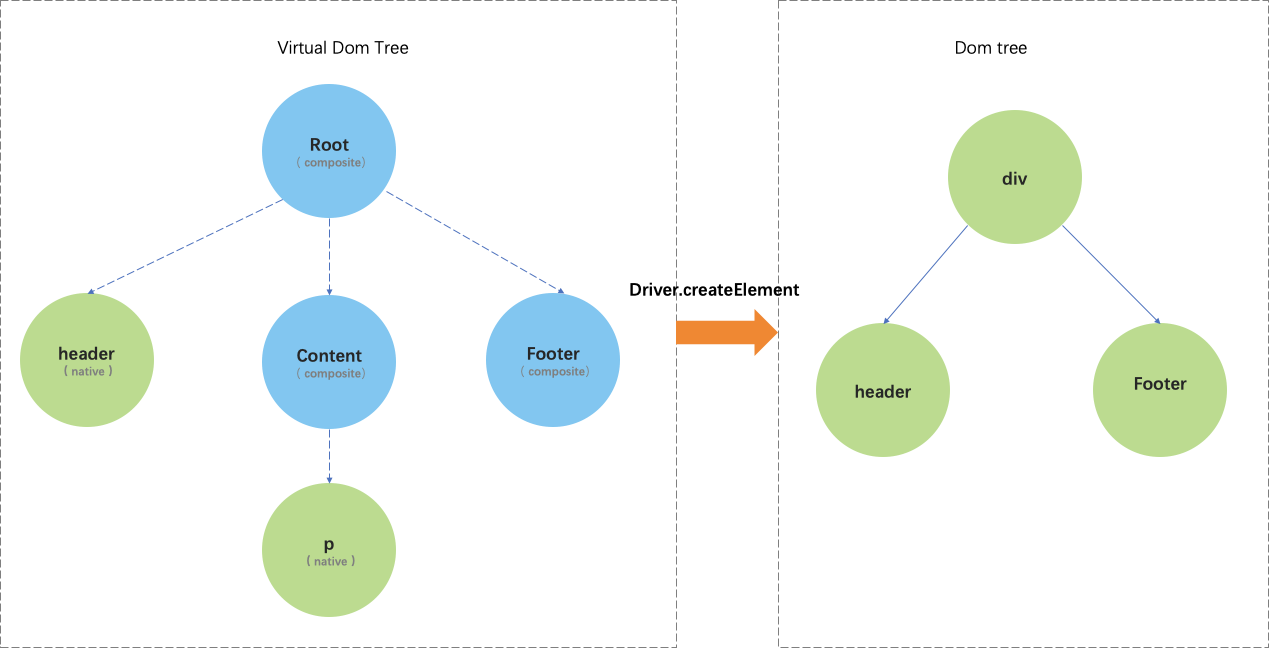 Virtual Dom Tree
Root
( composite)
header
( native )
Content
( composite)
Footer
( composite)
p
( native )
Driver.createElement
Dom tree
div
header
Footer